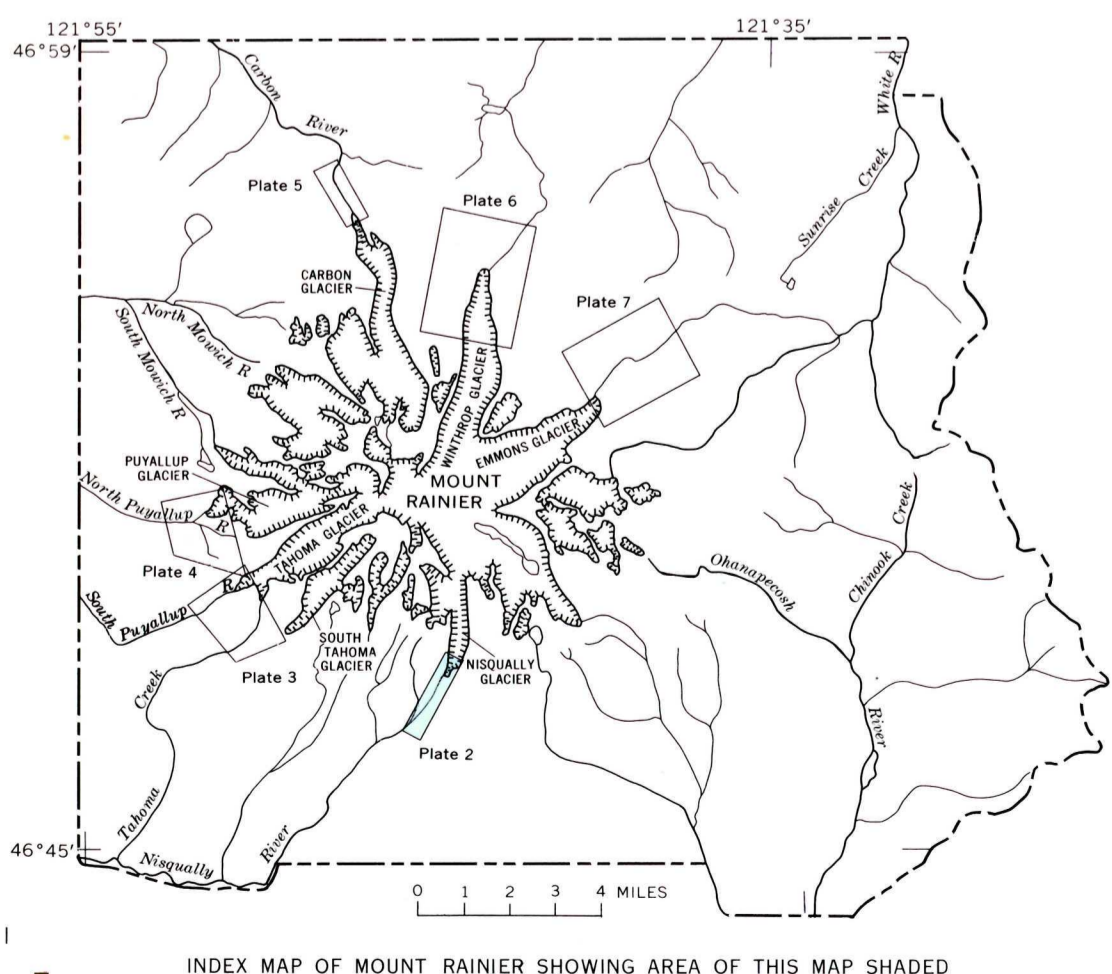 121°55′
121°35′
46°59′
Carbon
River
White R
Plate 5
Sunrise Creek
Plate 6
CARBON
GLACIER
Plate 7
North Mowich R
South Mowich R
WINTHROP GLACIER
EMMONS GLACIER
PUYALLUP
GLACIER
MOUNT
RAINIER
North Puyallup R
TAHOMA GLACIER
Plate 4
Ohanapecosh
Chinook Creek
South Puyallup R
SOUTH
TAHOMA
GLACIER
NISQUALLY
GLACIER
Plate 3
Creek
River
Plate 2
Tahoma
46°45′
Nisqually
River
0 1 2 3 4 MILES
INDEX MAP OF MOUNT RAINIER SHOWING AREA OF THIS MAP SHADED